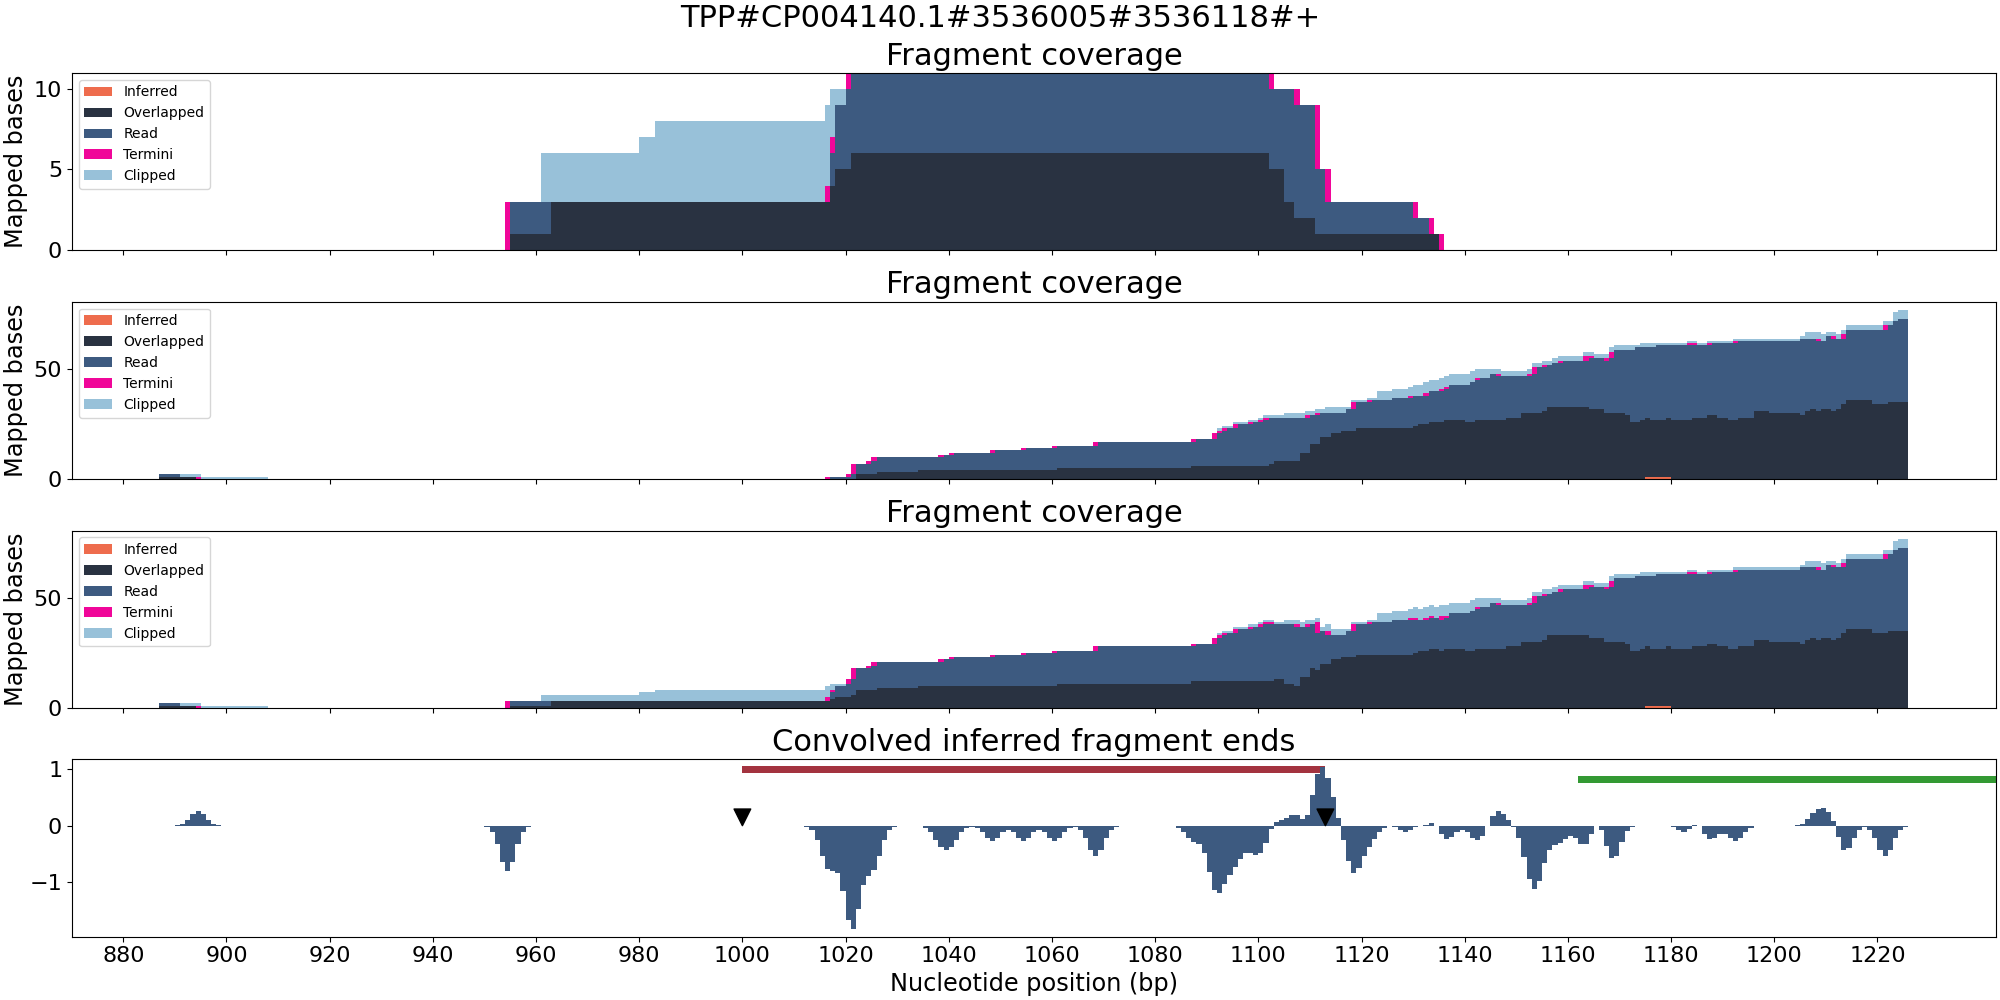 TPP#CP004140.1#3536005#3536118#+
Fragment coverage
Mapped bases
10
5
0
Inferred
Overlapped
Read
Termini
Clipped
Fragment coverage
Mapped bases
50
0
Inferred
Overlapped
Read
Termini
Clipped
Fragment coverage
Mapped bases
50
0
Inferred
Overlapped
Read
Termini
Clipped
Convolved inferred fragment ends
1
0
−1
880 900 920 940 960 980 1000 1020 1040 1060 1080 1100 1120 1140 1160 1180 1200 1220
Nucleotide position (bp)